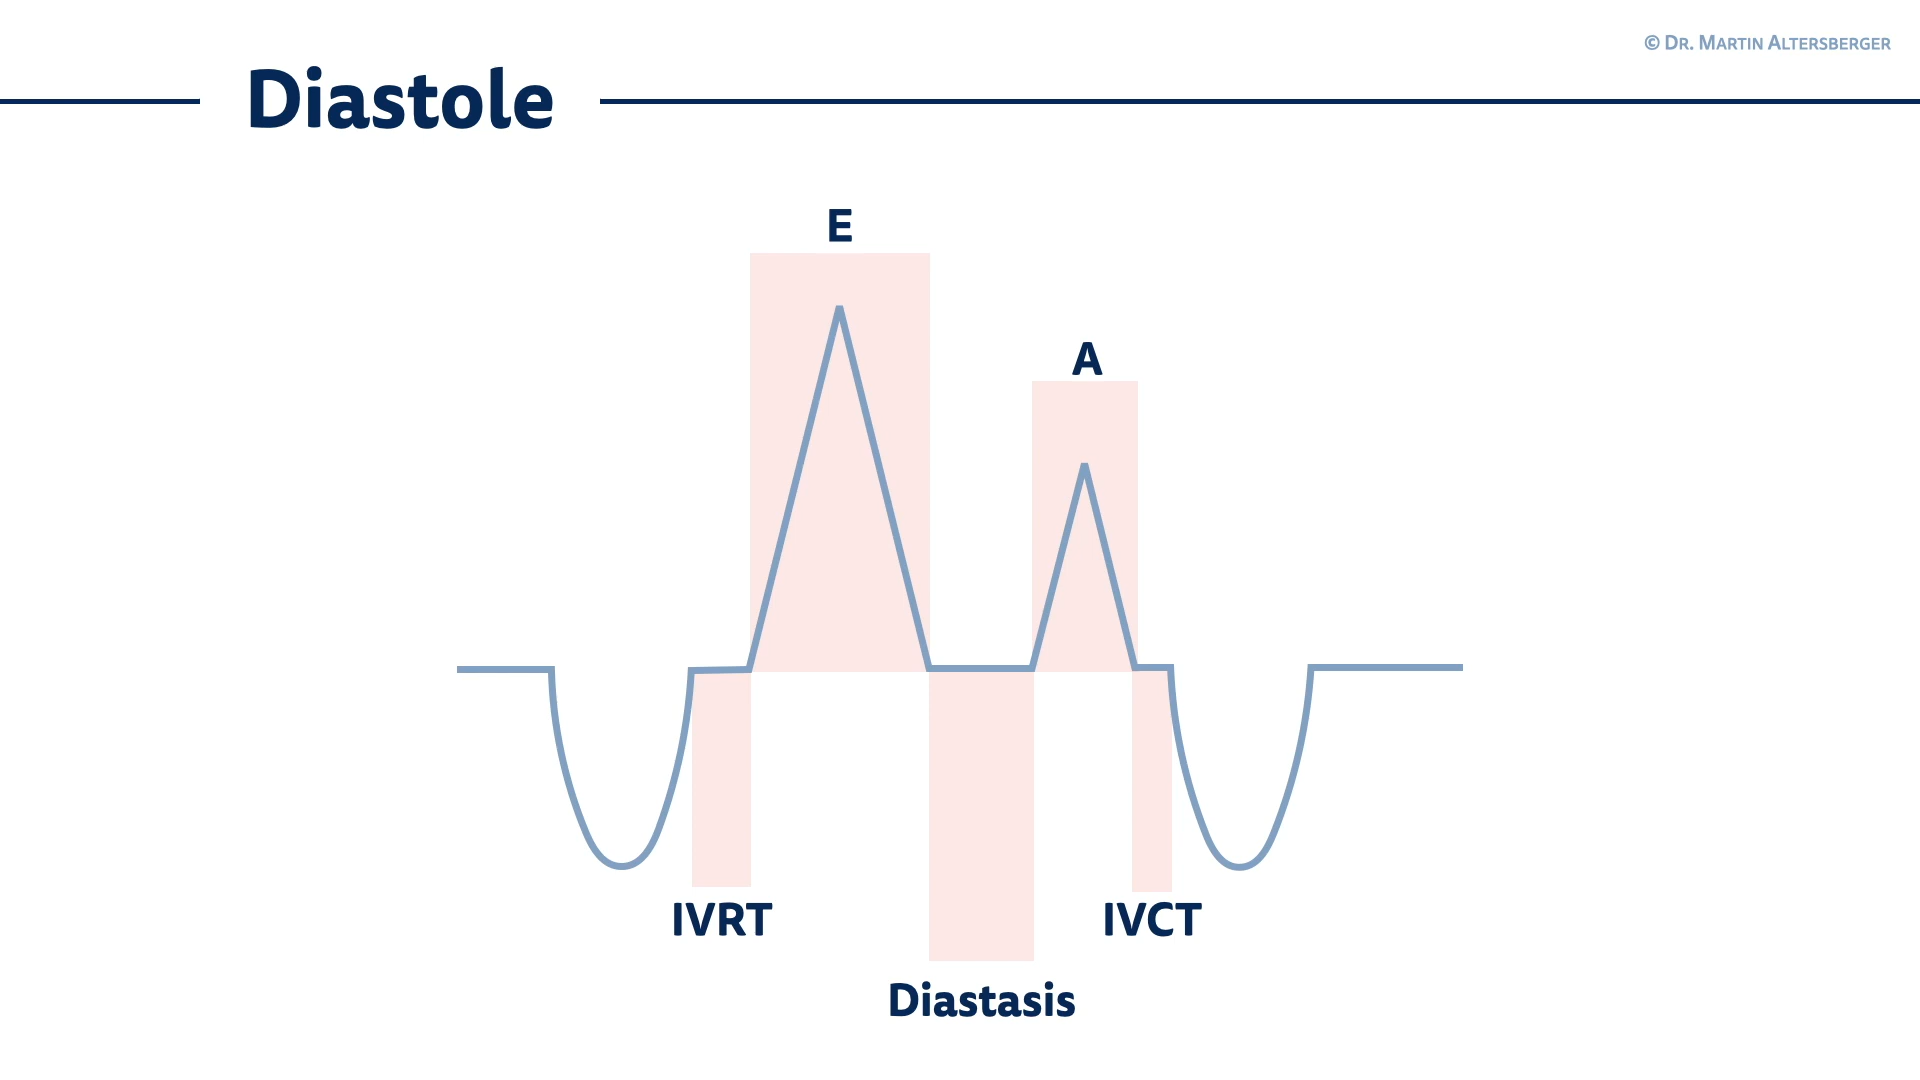 © Dr. Martin Altersberger
Diastole
E
A
IVRT
IVCT
Diastasis